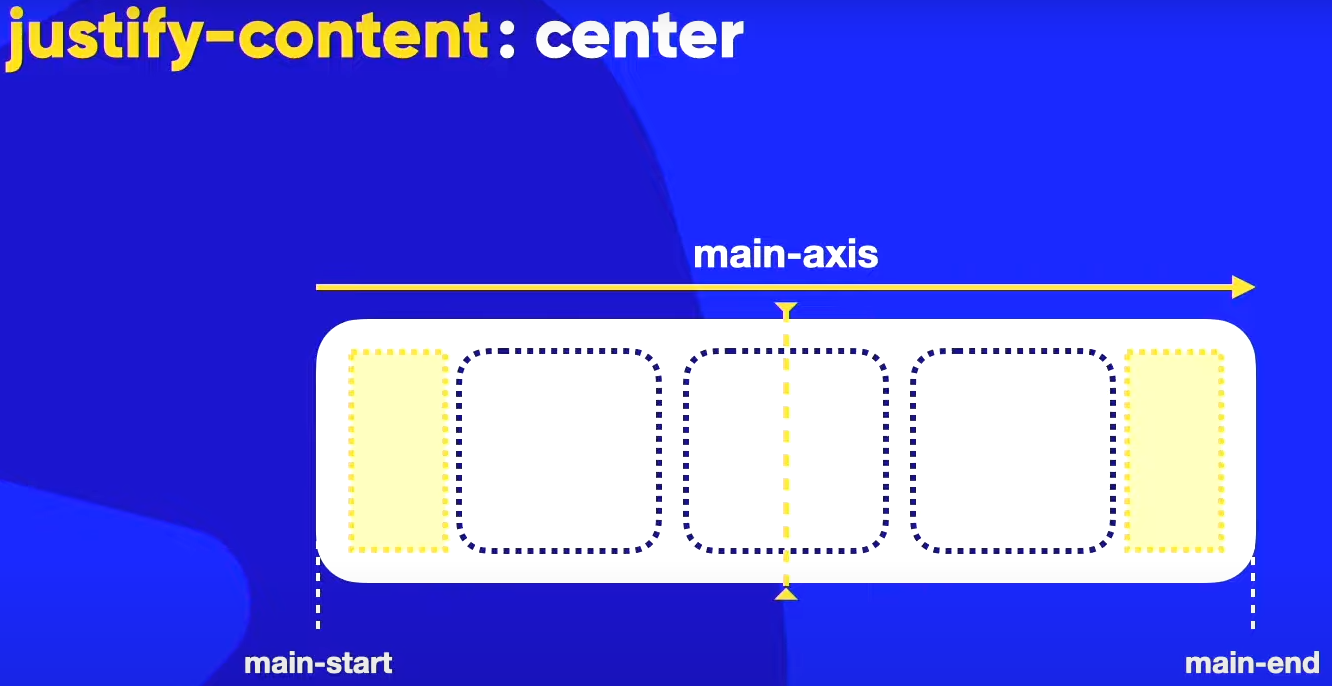 justify-content: center
main-axis
main-start
main-end